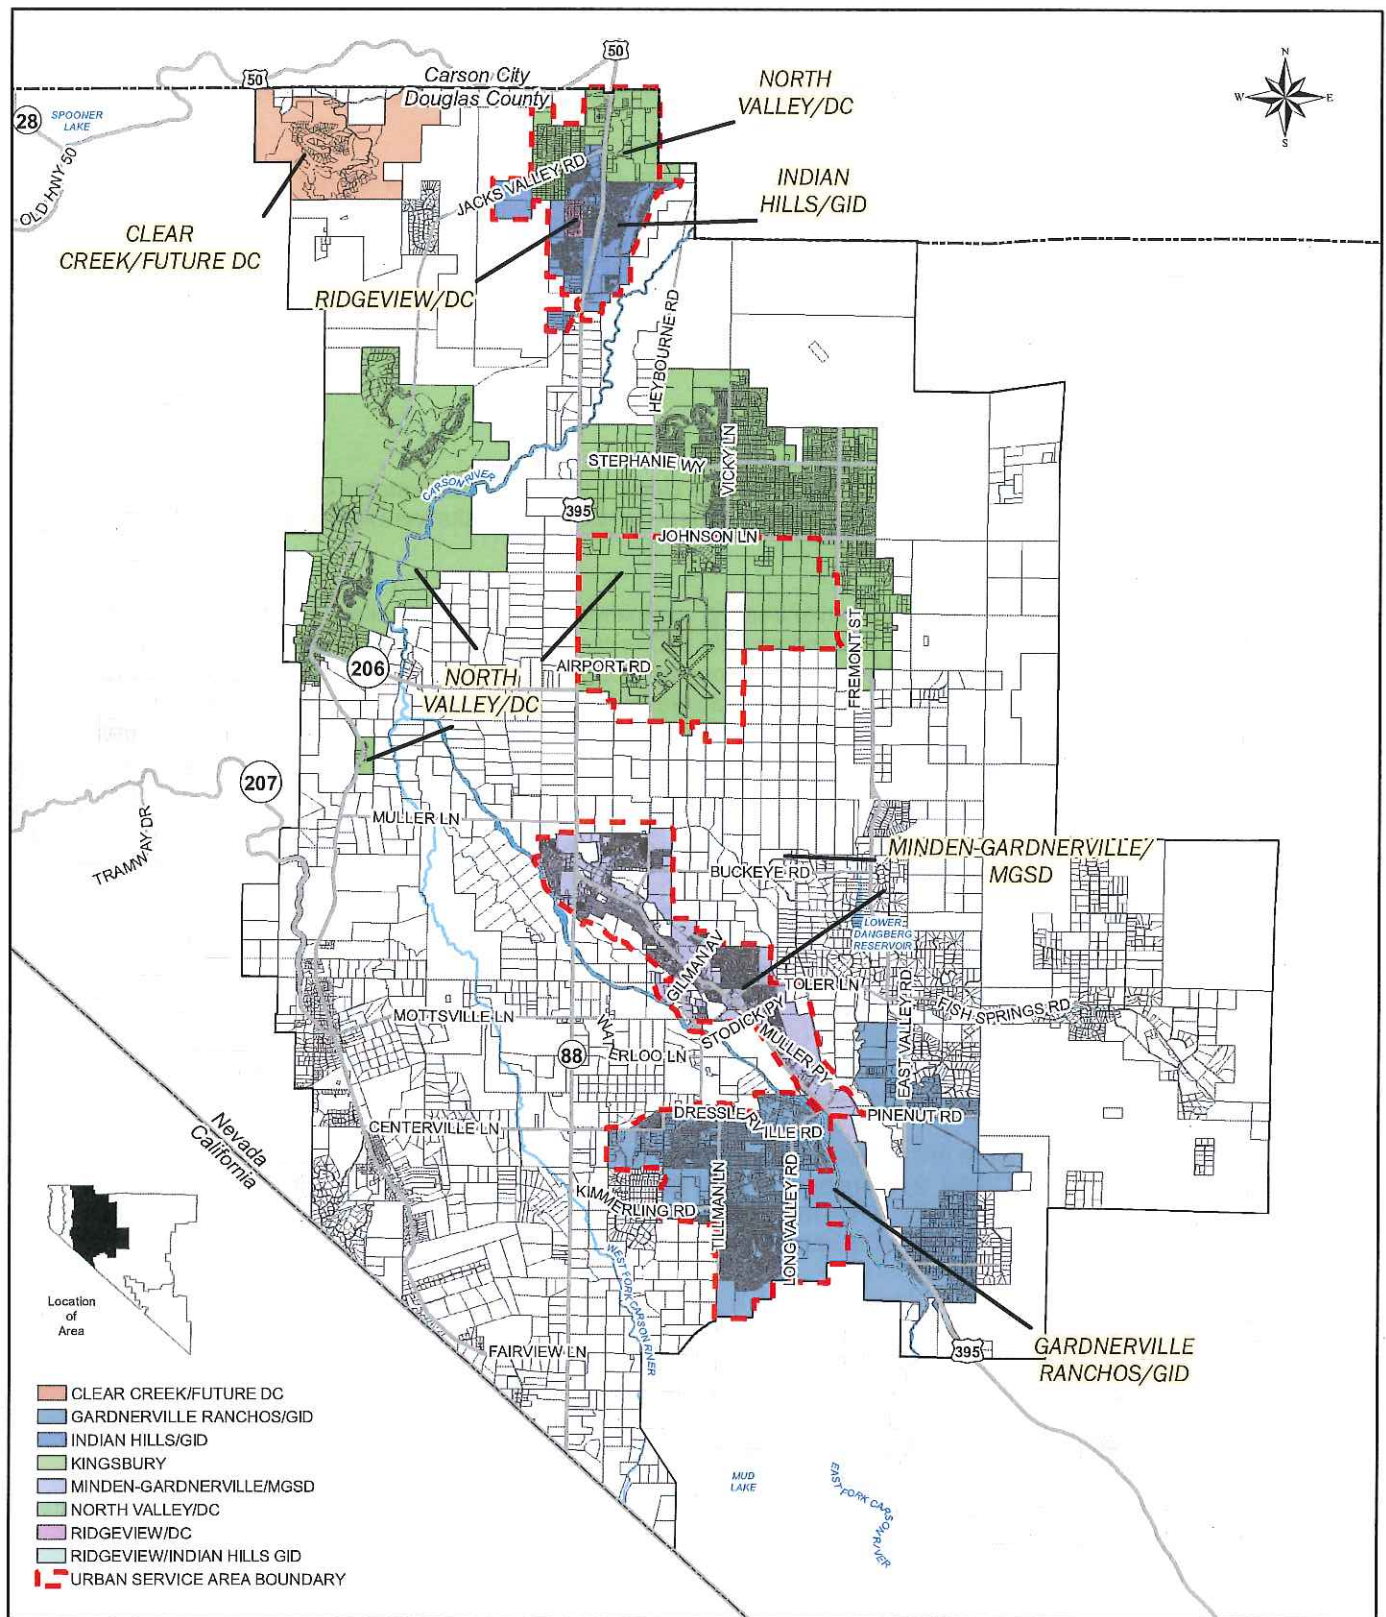 50
50
Carson City
Douglas County
N
W
E
S
NORTH
VALLEY/DC
28
SPOONER
LAKE
OLD HWY 50
JACKS VALLEY RD
INDIAN
HILLS/GID
CLEAR
CREEK/FUTURE DC
RIDGEVIEW/DC
HEYBOURNE RD
VICKY LN
STEPHANIE WY
CARSON RIVER
395
JOHNSON LN
FREMONT ST
206
AIRPORT RD
NORTH
VALLEY/DC
207
TRAMWAY DR
MULLER LN
MINDEN-GARDNERVILLE/
MGSD
BUCKEYE RD
LOWER
DANGBERG
RESERVOIR
GILMAN AV
TOLER LN
EAST VALLEY RD
FISH SPRINGS RD
MOTTSVILLE LN
STODICK PY
MULLER PY
WATERLOO LN
88
DRESSLERVILLE RD
PINENUT RD
CENTERVILLE LN
Nevada
California
TILLMAN LN
LONG VALLEY RD
KIMMERLING RD
WEST FORK CARSON RIVER
Location
of
Area
FAIRVIEW LN
395
GARDNERVILLE
RANCHOS/GID
MUD
LAKE
EAST FORK CARSON RIVER
CLEAR CREEK/FUTURE DC
GARDNERVILLE RANCHOS/GID
INDIAN HILLS/GID
KINGSBURY
MINDEN-GARDNERVILLE/MGSD
NORTH VALLEY/DC
RIDGEVIEW/DC
RIDGEVIEW/INDIAN HILLS GID
URBAN SERVICE AREA BOUNDARY